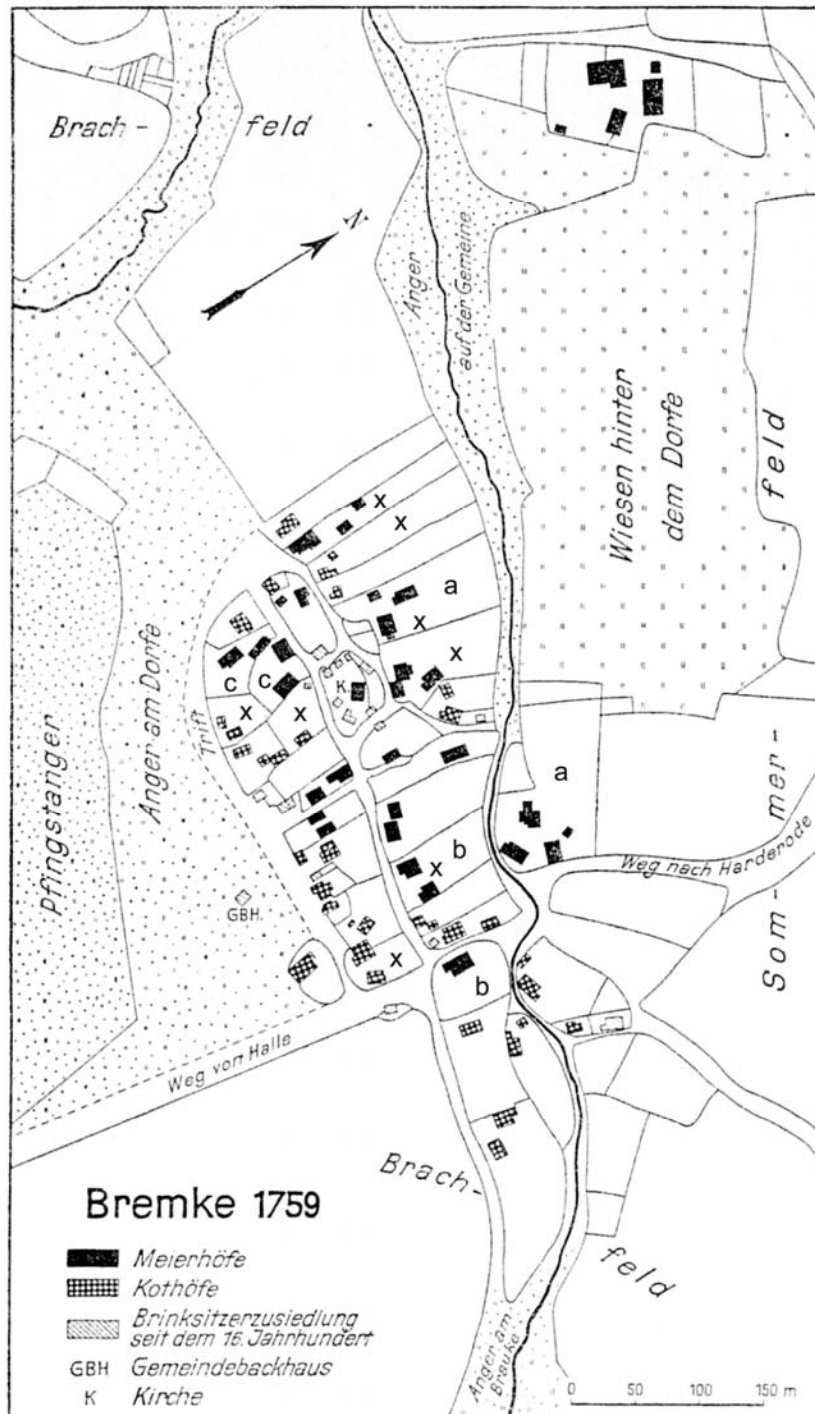 Brach-
feld
N
Anger
auf der Gemeine
Wiesen hinter
dem Dorfe
feld
x
x
a
x
x
K
c
c
x
x
Trift
Anger am Dorfe
Pfingstanger
GBH.
a
b
x
Weg nach Harderode
Som-mer-
x
b
Weg von Halle
Brach-
feld
Anger am
Brauke
Bremke 1759
Meierhöfe
Kothöfe
Brinksitzerzusiedlung
seit dem 16. Jahrhundert
GBH Gemeindebackhaus
K Kirche
0 50 100 150 m